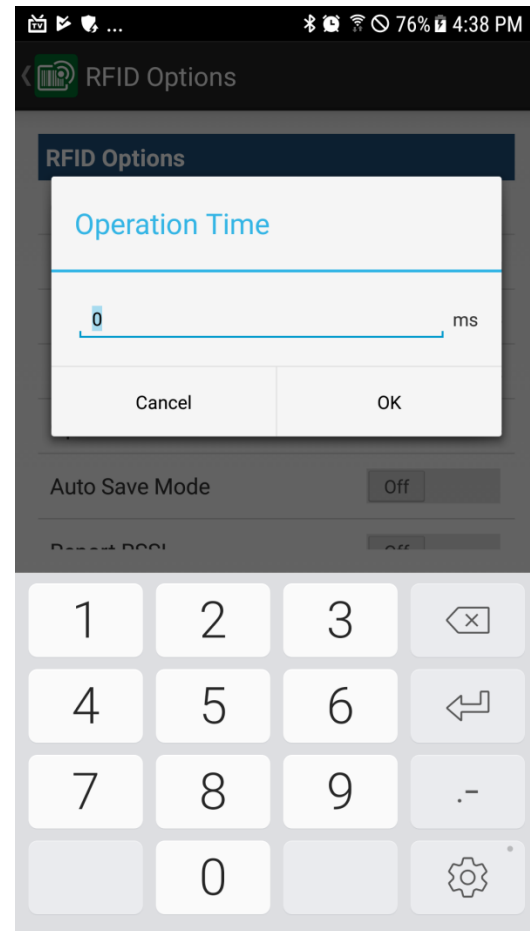 ... 76% 4:38 PM
RFID Options
RFID Options
Operation Time
0 ms
Cancel OK
Auto Save Mode Off
1 2 3
4 5 6
7 8 9 .-
0